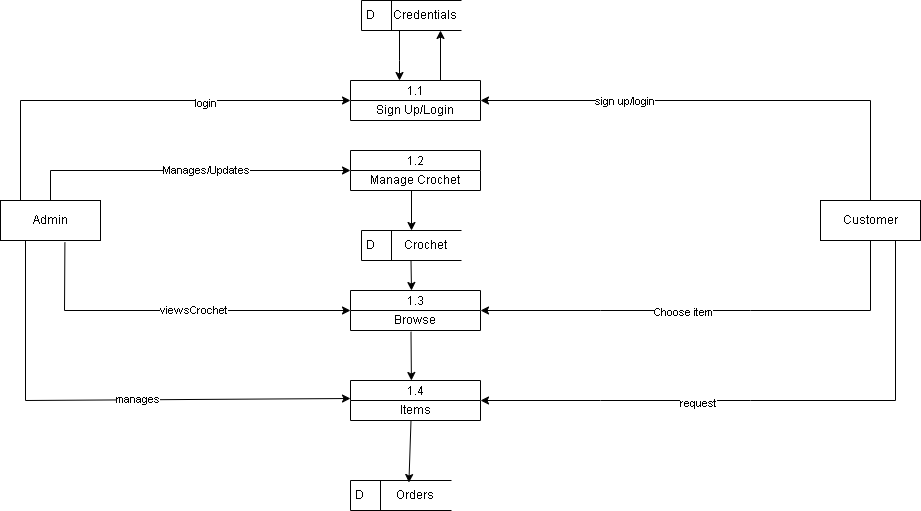 D Credentials
1.1
login
sign up/login
Sign Up/Login
1.2
Manages/Updates
Manage Crochet
Admin
Customer
D Crochet
1.3
viewsCrochet
Choose item
Browse
1.4
manages
request
Items
D Orders